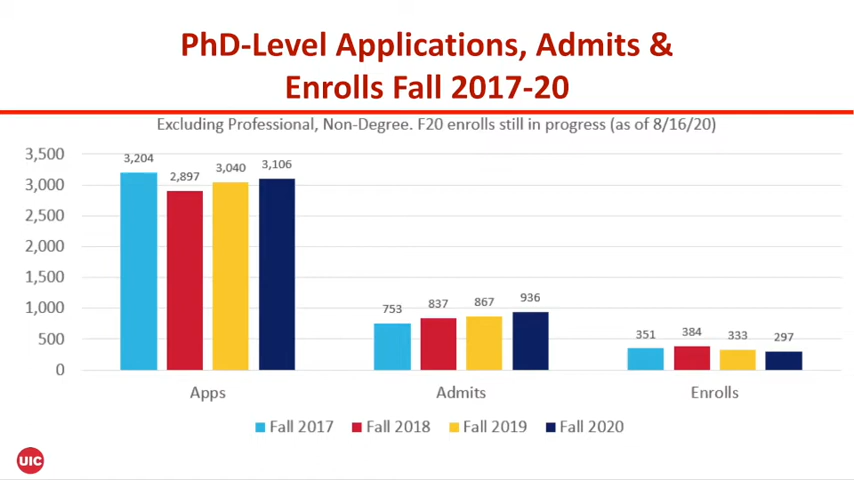 PhD-Level Applications, Admits &
Enrolls Fall 2017-20
Excluding Professional, Non-Degree. F20 enrolls still in progress (as of 8/16/20)
3,500
3,000
2,500
2,000
1,500
1,000
500
0
3,204
2,897
3,040
3,106
753
837
867
936
351
384
333
297
Apps
Admits
Enrolls
Fall 2017
Fall 2018
Fall 2019
Fall 2020
UIC